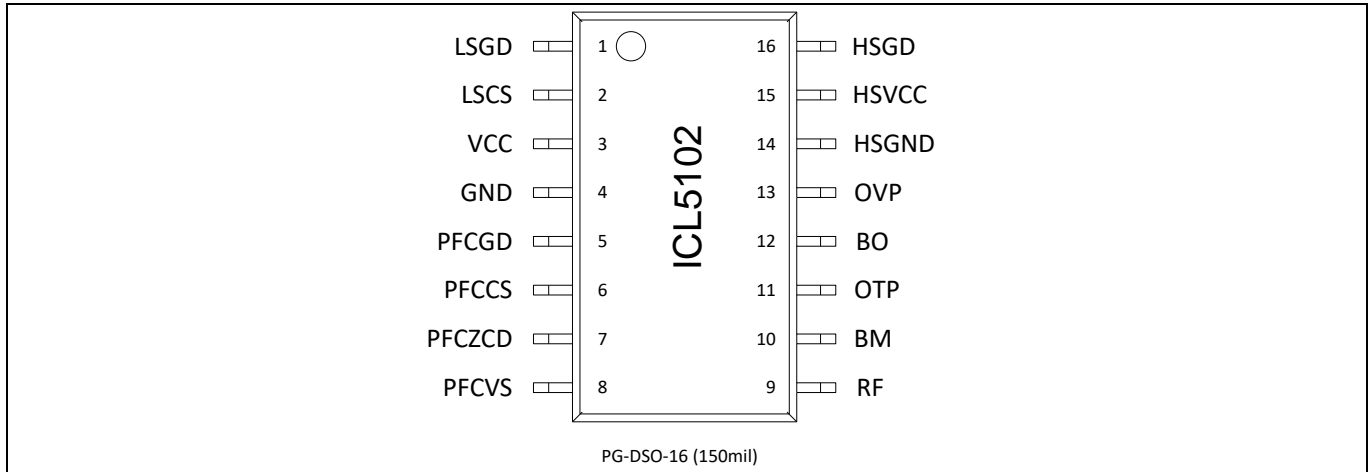 LSGD 1 16 HSGD
LSCS 2 15 HSVCC
VCC 3 14 HSGND
GND 4 13 OVP
PFCGD 5 12 BO
PFCCS 6 11 OTP
PFCZCD 7 10 BM
PFCVS 8 9 RF
ICL5102
PG-DSO-16 (150mil)